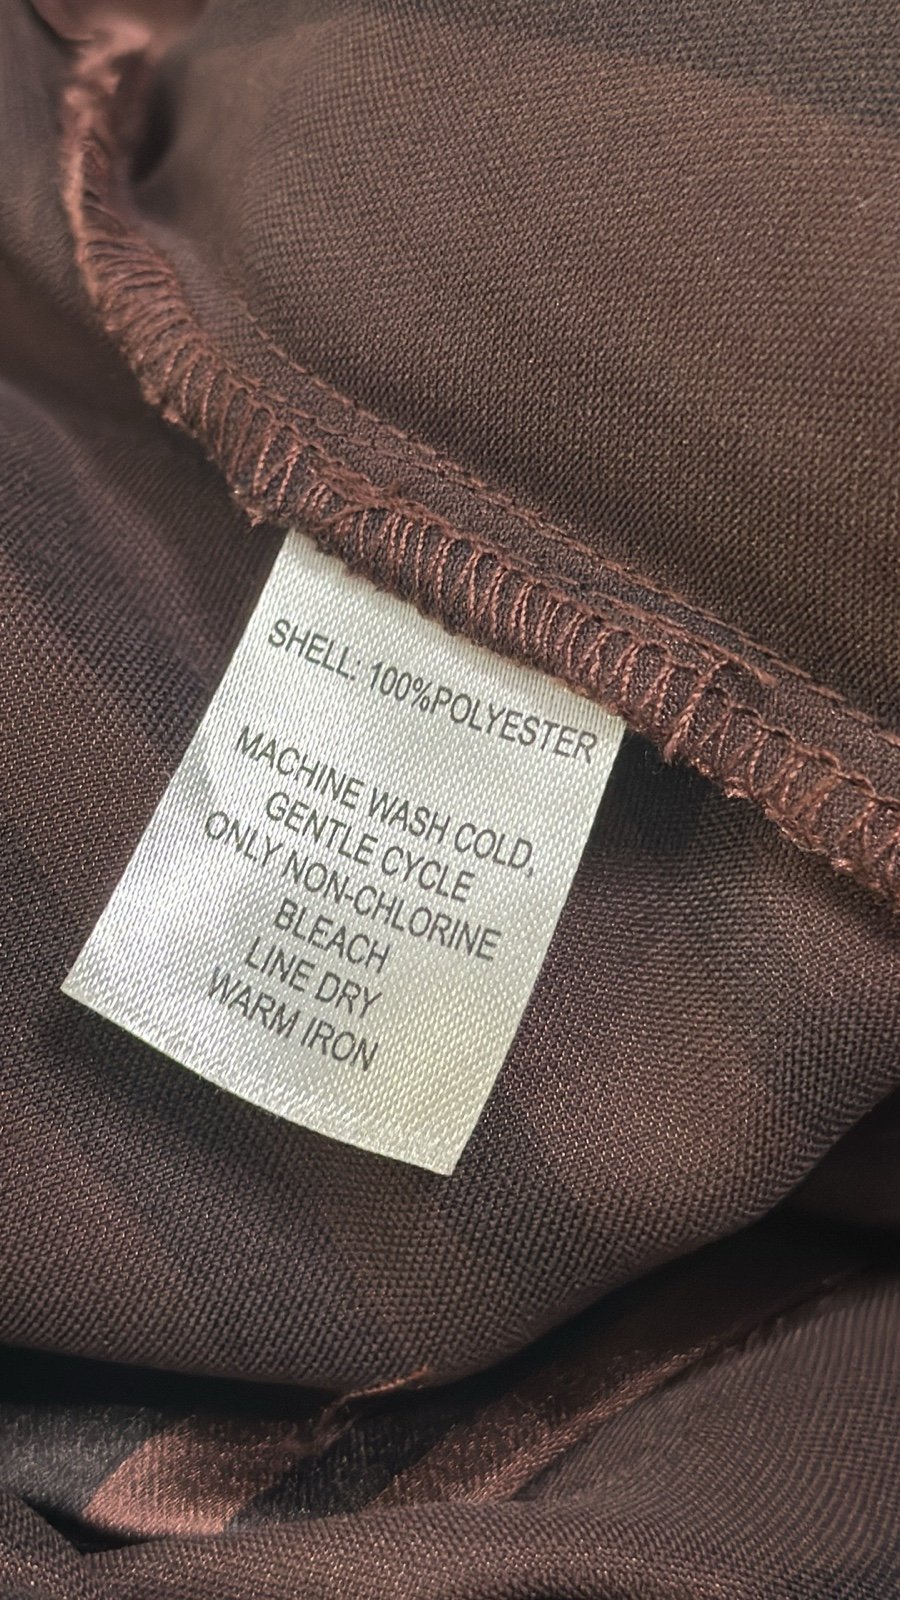 SHELL: 100%POLYESTER
MACHINE WASH COLD,
GENTLE CYCLE
ONLY NON-CHLORINE
BLEACH
LINE DRY
WARM IRON